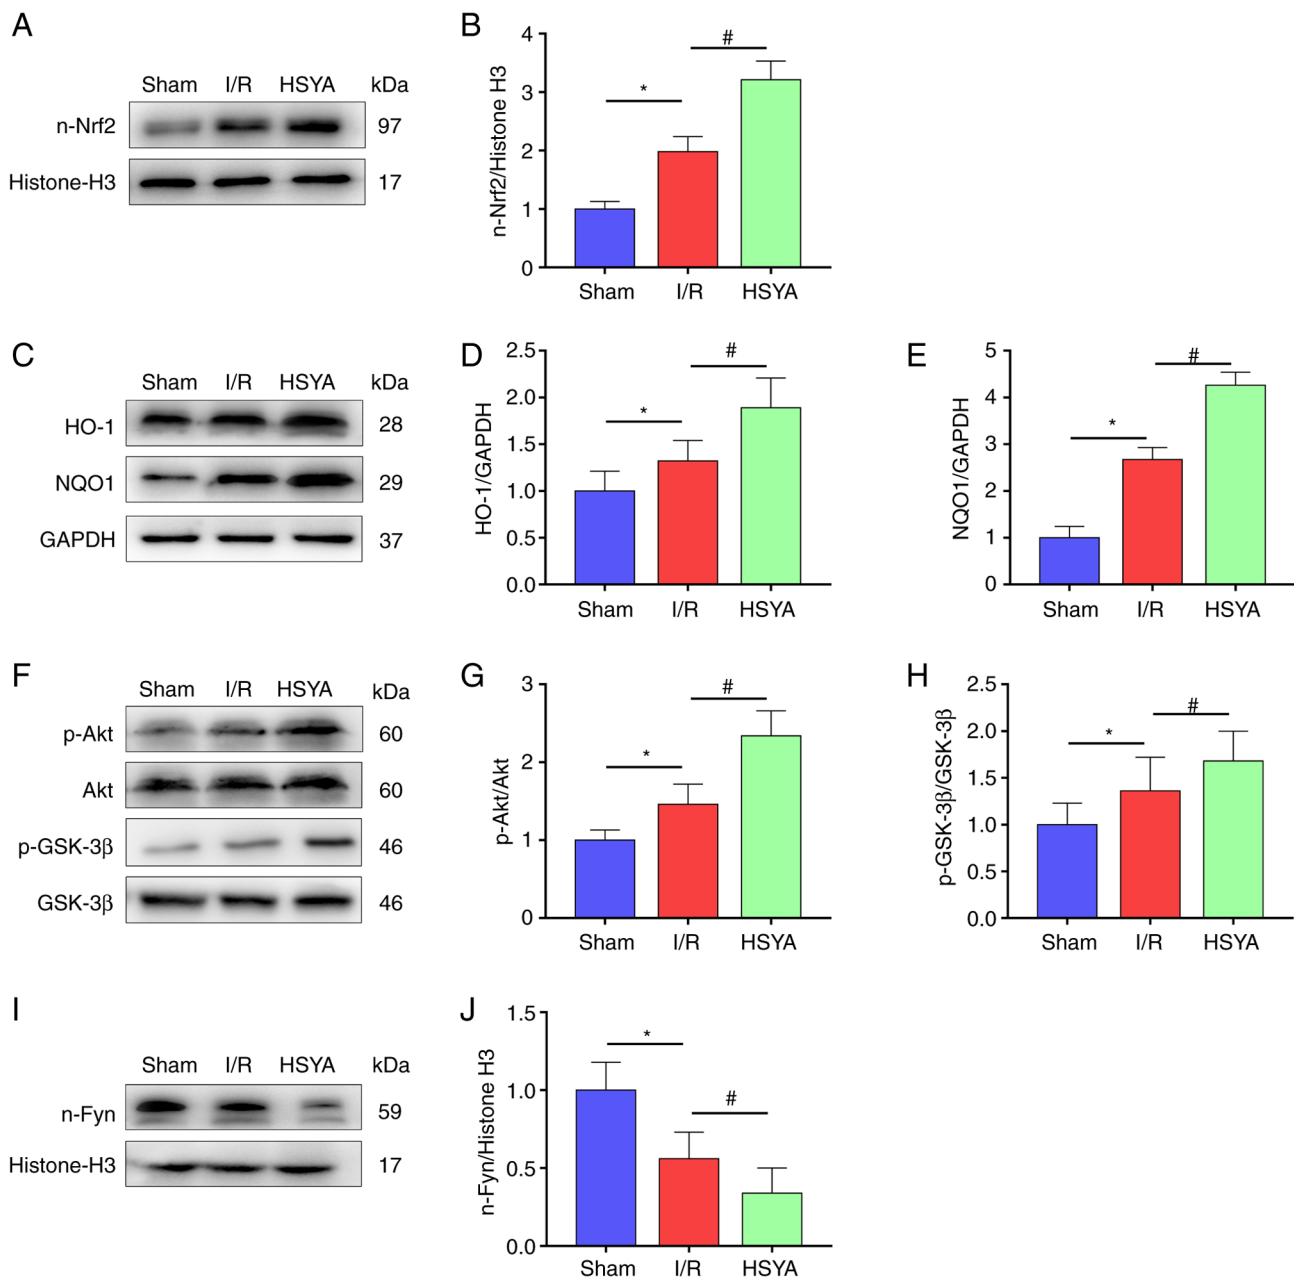 A
Sham I/R HSYA kDa
n-Nrf2 97
Histone-H3 17
B
n-Nrf2/Histone H3
4
3
2
1
0
* #
Sham I/R HSYA
C
Sham I/R HSYA kDa
HO-1 28
NQO1 29
GAPDH 37
D
HO-1/GAPDH
2.5
2.0
1.5
1.0
0.5
0.0
* #
Sham I/R HSYA
E
NQO1/GAPDH
5
4
3
2
1
0
* #
Sham I/R HSYA
F
Sham I/R HSYA kDa
p-Akt 60
Akt 60
p-GSK-3β 46
GSK-3β 46
G
p-Akt/Akt
3
2
1
0
* #
Sham I/R HSYA
H
p-GSK-3β/GSK-3β
2.5
2.0
1.5
1.0
0.5
0.0
* #
Sham I/R HSYA
I
Sham I/R HSYA kDa
n-Fyn 59
Histone-H3 17
J
n-Fyn/Histone H3
1.5
1.0
0.5
0.0
* #
Sham I/R HSYA